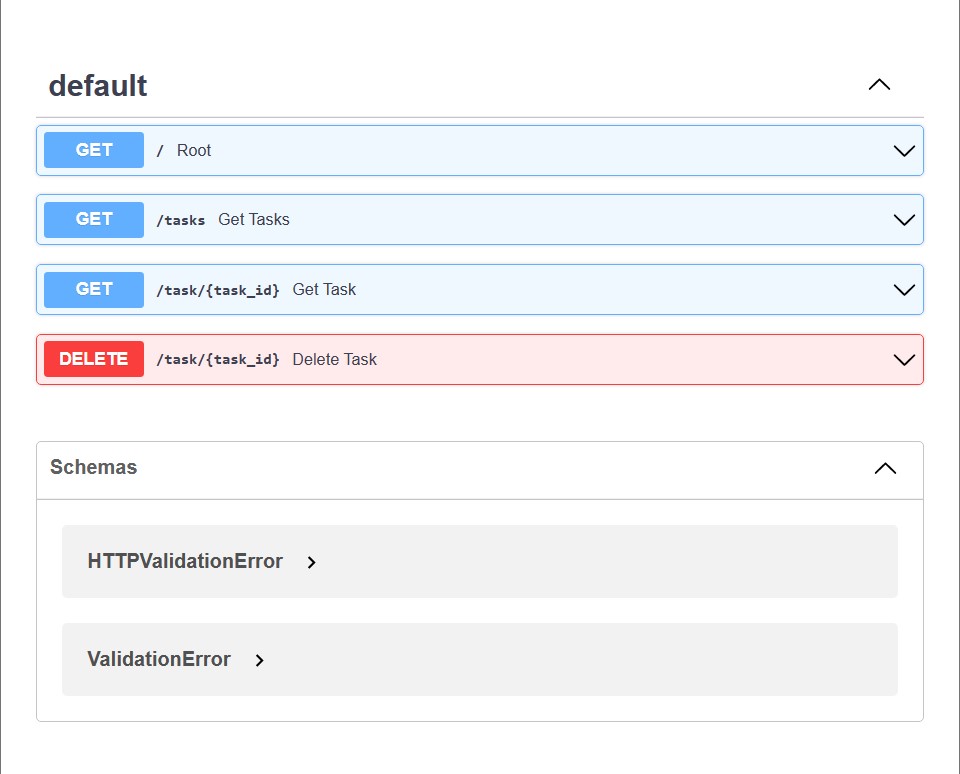 default
GET / Root
GET /tasks Get Tasks
GET /task/{task_id} Get Task
DELETE /task/{task_id} Delete Task
Schemas
HTTPValidationError
ValidationError